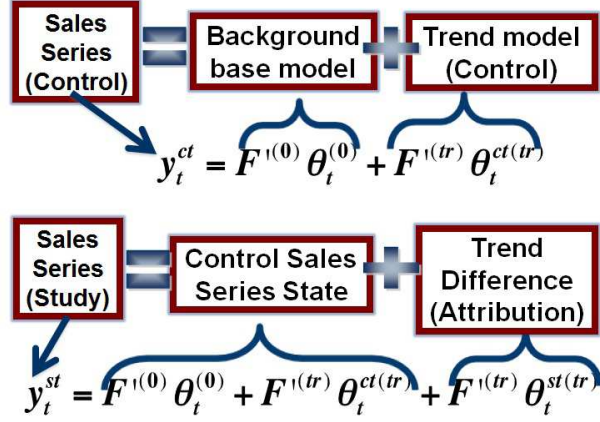 Sales Series (Control) = Background base model + Trend model (Control)
y_t^{ct} = F'^{(0)} θ_t^{(0)} + F'^{(tr)} θ_t^{ct(tr)}
Sales Series (Study) = Control Sales Series State + Trend Difference (Attribution)
y_t^{st} = F'^{(0)} θ_t^{(0)} + F'^{(tr)} θ_t^{ct(tr)} + F'^{(tr)} θ_t^{st(tr)}